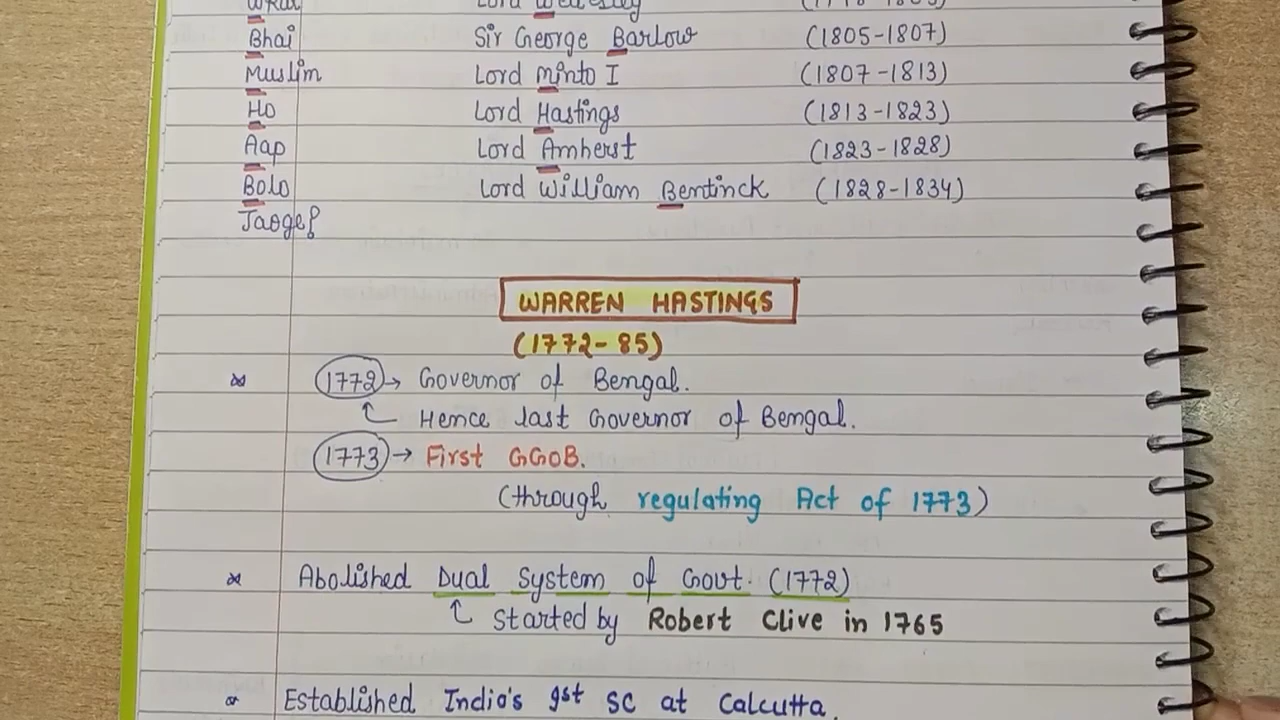 Bhai Sir George Barlow (1805-1807)
Muslim Lord Minto I (1807-1813)
Ho Lord Hastings (1813-1823)
Aap Lord Amherst (1823-1828)
Bolo Lord William Bentinck (1828-1834)
Jaoge?
WARREN HASTINGS
(1772-85)
1772 → Governor of Bengal.
Hence last Governor of Bengal.
1773 → First GGOB.
(through regulating Act of 1773)
Abolished Dual System of Govt. (1772)
Started by Robert Clive in 1765
Established India's SC at Calcutta.